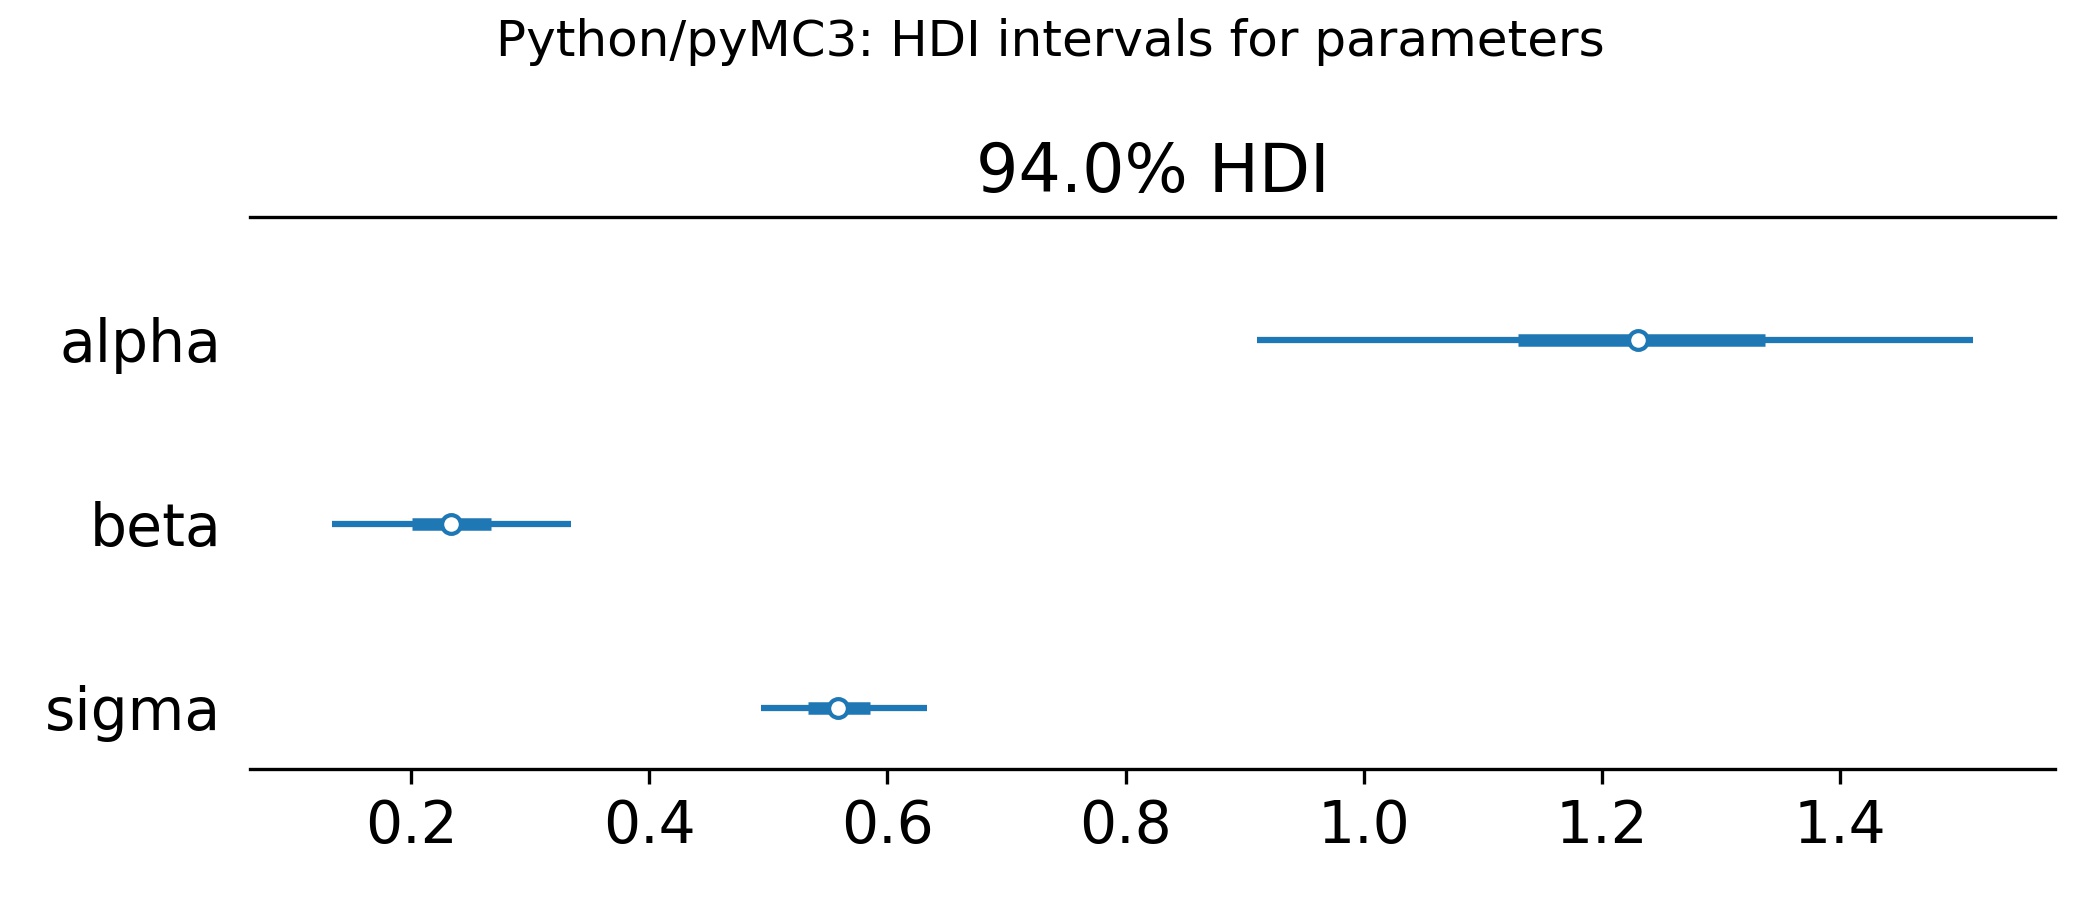 Python/pyMC3: HDI intervals for parameters
94.0% HDI
alpha
beta
sigma
0.2 0.4 0.6 0.8 1.0 1.2 1.4